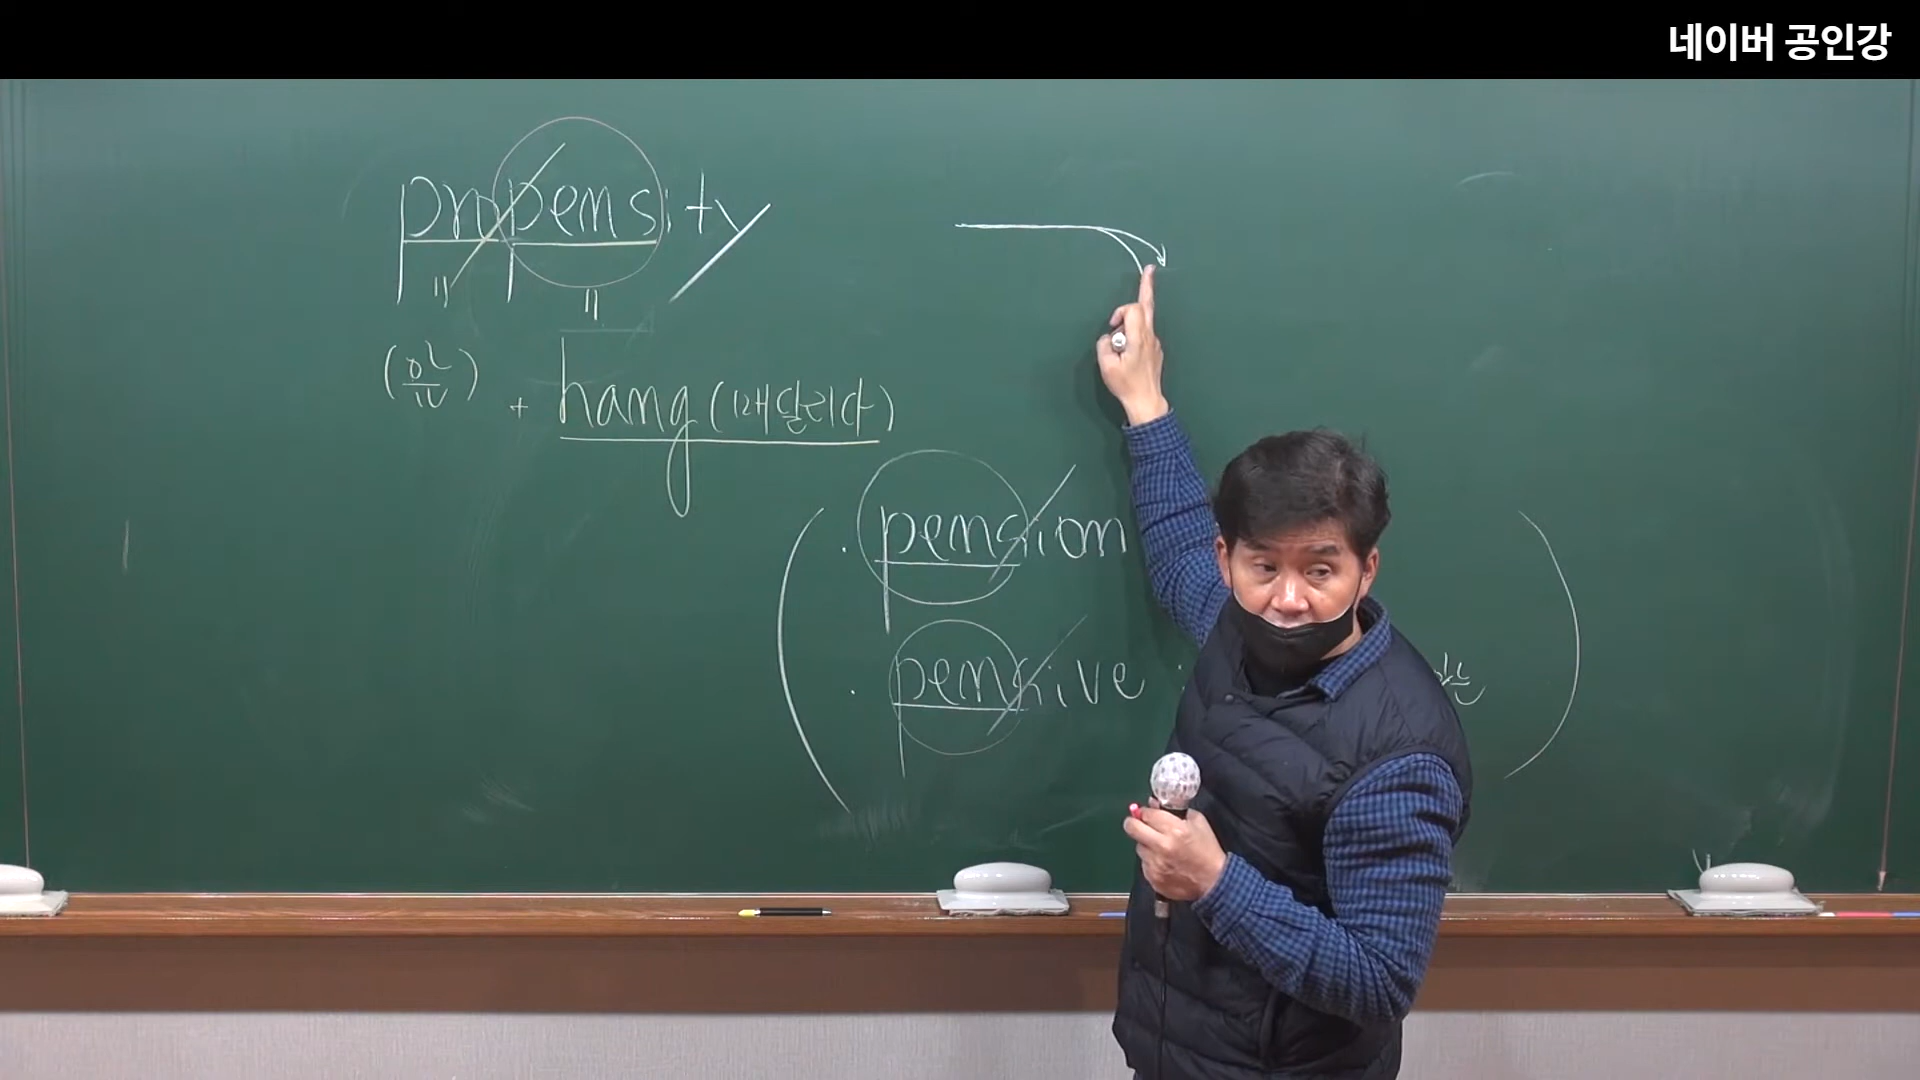 네이버 공인강
propensity
" "
(앞) + hang (매달리다)
· pension
· pensive :